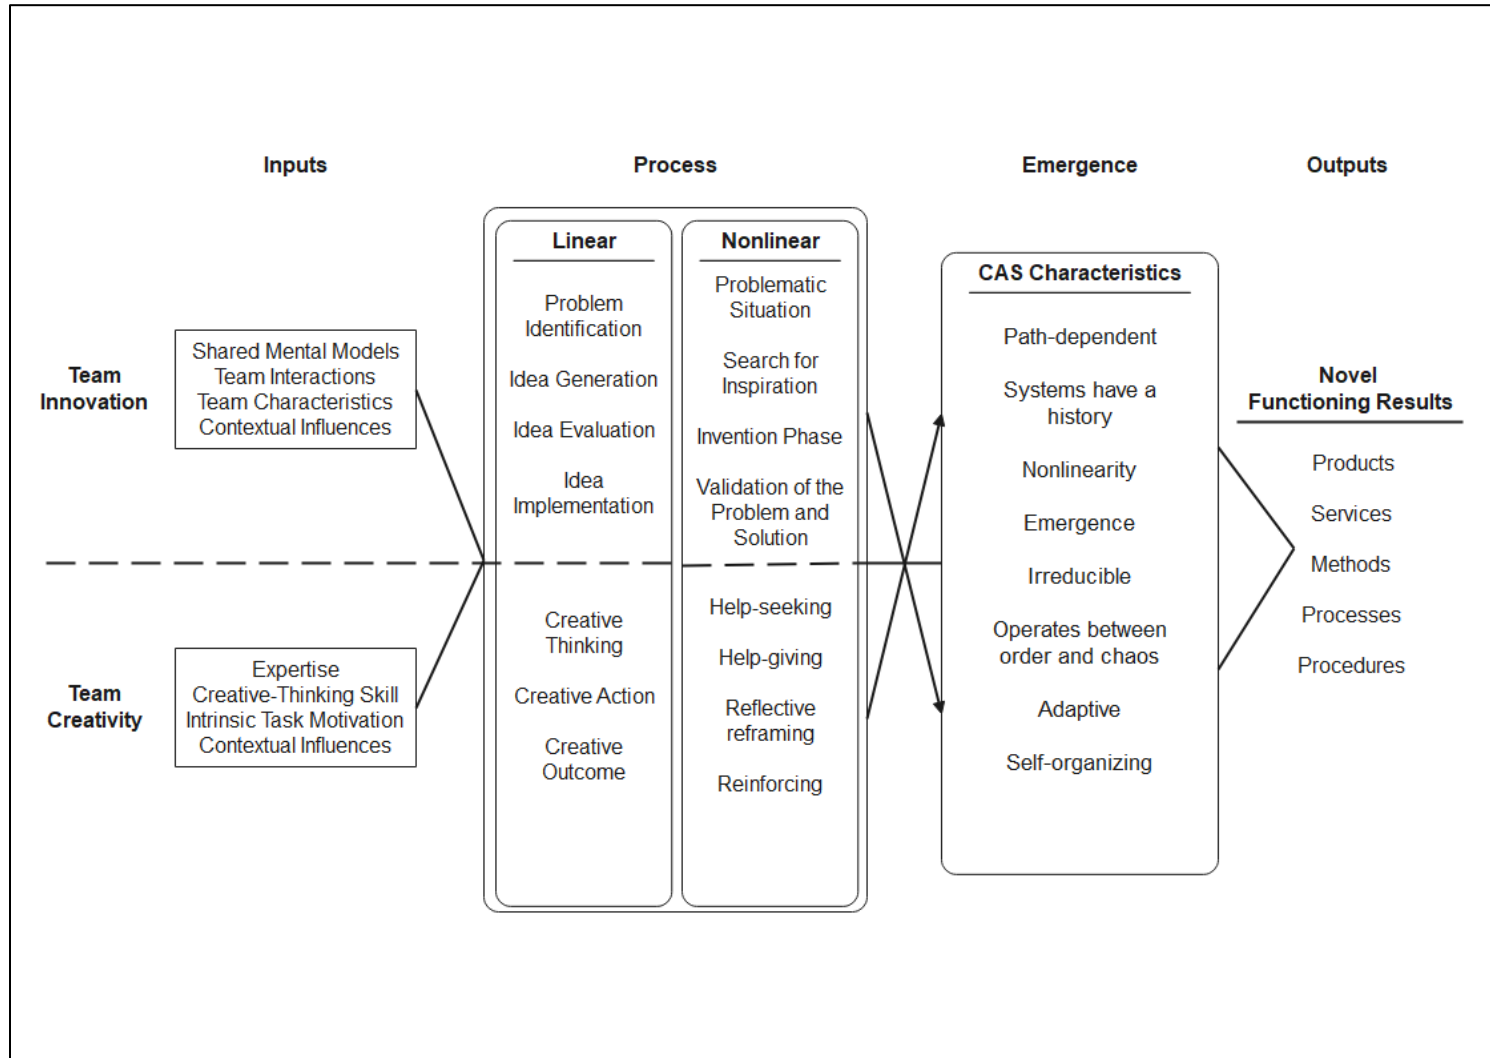 Inputs
Process
Emergence
Outputs
Team
Innovation
Shared Mental Models
Team Interactions
Team Characteristics
Contextual Influences
Team
Creativity
Expertise
Creative-Thinking Skill
Intrinsic Task Motivation
Contextual Influences
Linear
Problem
Identification
Idea Generation
Idea Evaluation
Idea
Implementation
Creative
Thinking
Creative Action
Creative
Outcome
Nonlinear
Problematic
Situation
Search for
Inspiration
Invention Phase
Validation of the
Problem and
Solution
Help-seeking
Help-giving
Reflective
reframing
Reinforcing
CAS Characteristics
Path-dependent
Systems have a
history
Nonlinearity
Emergence
Irreducible
Operates between
order and chaos
Adaptive
Self-organizing
Novel
Functioning Results
Products
Services
Methods
Processes
Procedures